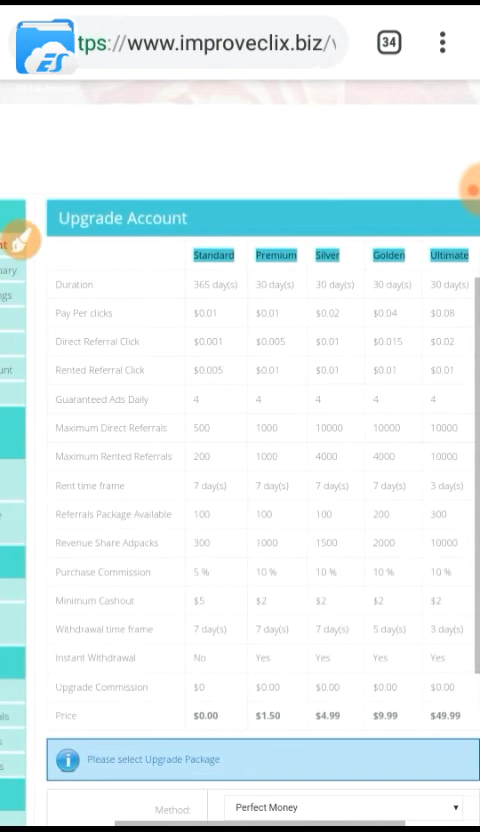 tps://www.improveclix.biz/
34
ES
Upgrade Account
Standard Premium Silver Golden Ultimate
Duration 365 day(s) 30 day(s) 30 day(s) 30 day(s) 30 day(s)
Pay Per clicks $0.01 $0.01 $0.02 $0.04 $0.08
Direct Referral Click $0.001 $0.005 $0.01 $0.015 $0.02
Rented Referral Click $0.005 $0.01 $0.01 $0.01 $0.01
Guaranteed Ads Daily 4 4 4 4 4
Maximum Direct Referrals 500 1000 10000 10000 10000
Maximum Rented Referrals 200 1000 4000 4000 10000
Rent time frame 7 day(s) 7 day(s) 7 day(s) 7 day(s) 3 day(s)
Referrals Package Available 100 100 100 200 300
Revenue Share Adpacks 300 1000 1500 2000 10000
Purchase Commission 5 % 10 % 10 % 10 % 10 %
Minimum Cashout $5 $2 $2 $2 $2
Withdrawal time frame 7 day(s) 7 day(s) 7 day(s) 5 day(s) 3 day(s)
Instant Withdrawal No Yes Yes Yes Yes
Upgrade Commission $0 $0.00 $0.00 $0.00 $0.00
Price $0.00 $1.50 $4.99 $9.99 $49.99
Please select Upgrade Package
Method: Perfect Money